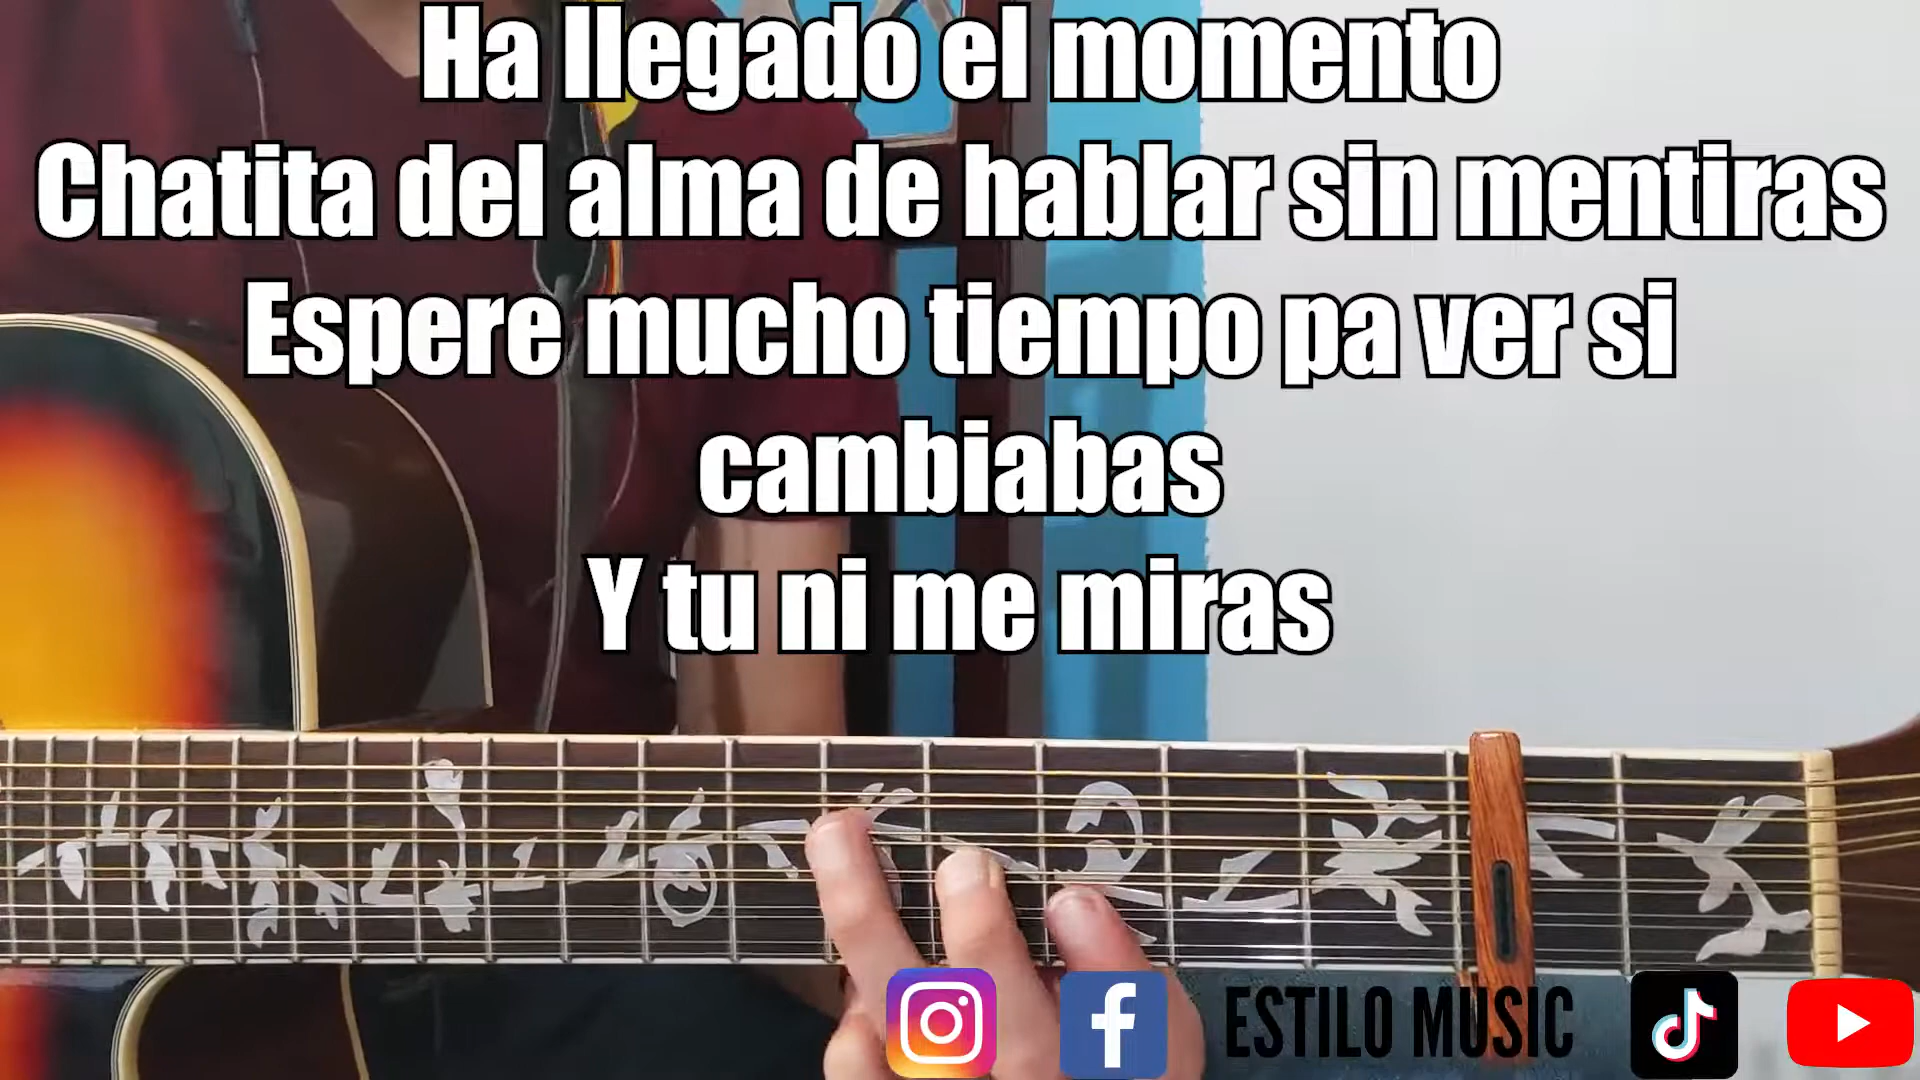 Ha llegado el momento
Chatita del alma de hablar sin mentiras
Espere mucho tiempo pa ver si
cambiabas
Y tu ni me miras
ESTILO MUSIC